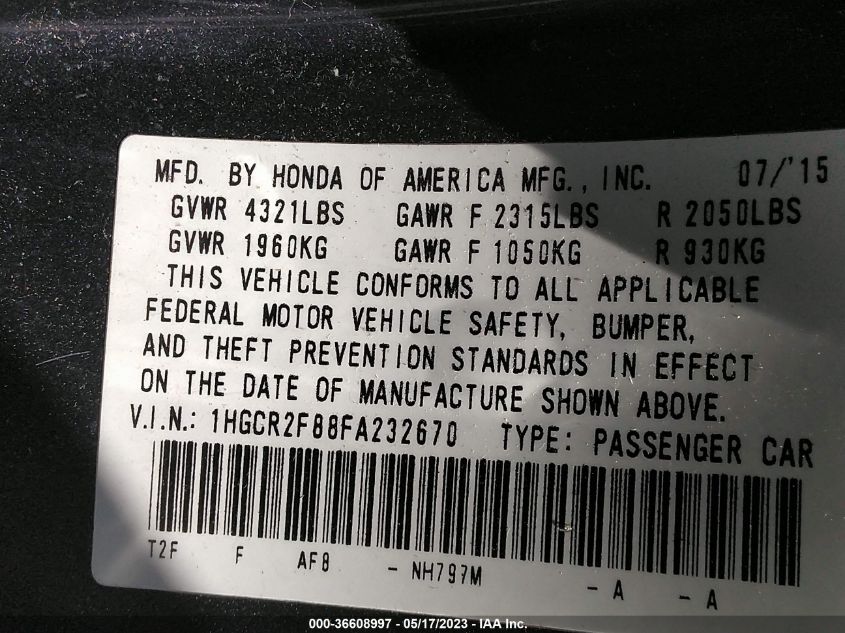 MFD. BY HONDA OF AMERICA MFG., INC. 07/'15
GVWR 4321LBS GAWR F 2315LBS R 2050LBS
GVWR 1960KG GAWR F 1050KG R 930KG
THIS VEHICLE CONFORMS TO ALL APPLICABLE
FEDERAL MOTOR VEHICLE SAFETY, BUMPER,
AND THEFT PREVENTION STANDARDS IN EFFECT
ON THE DATE OF MANUFACTURE SHOWN ABOVE.
V.I.N.: 1HGCR2F88FA232670 TYPE: PASSENGER CAR
T2F F AF8 - NH797M - A - A
000-36608997 - 05/17/2023 - IAA Inc.